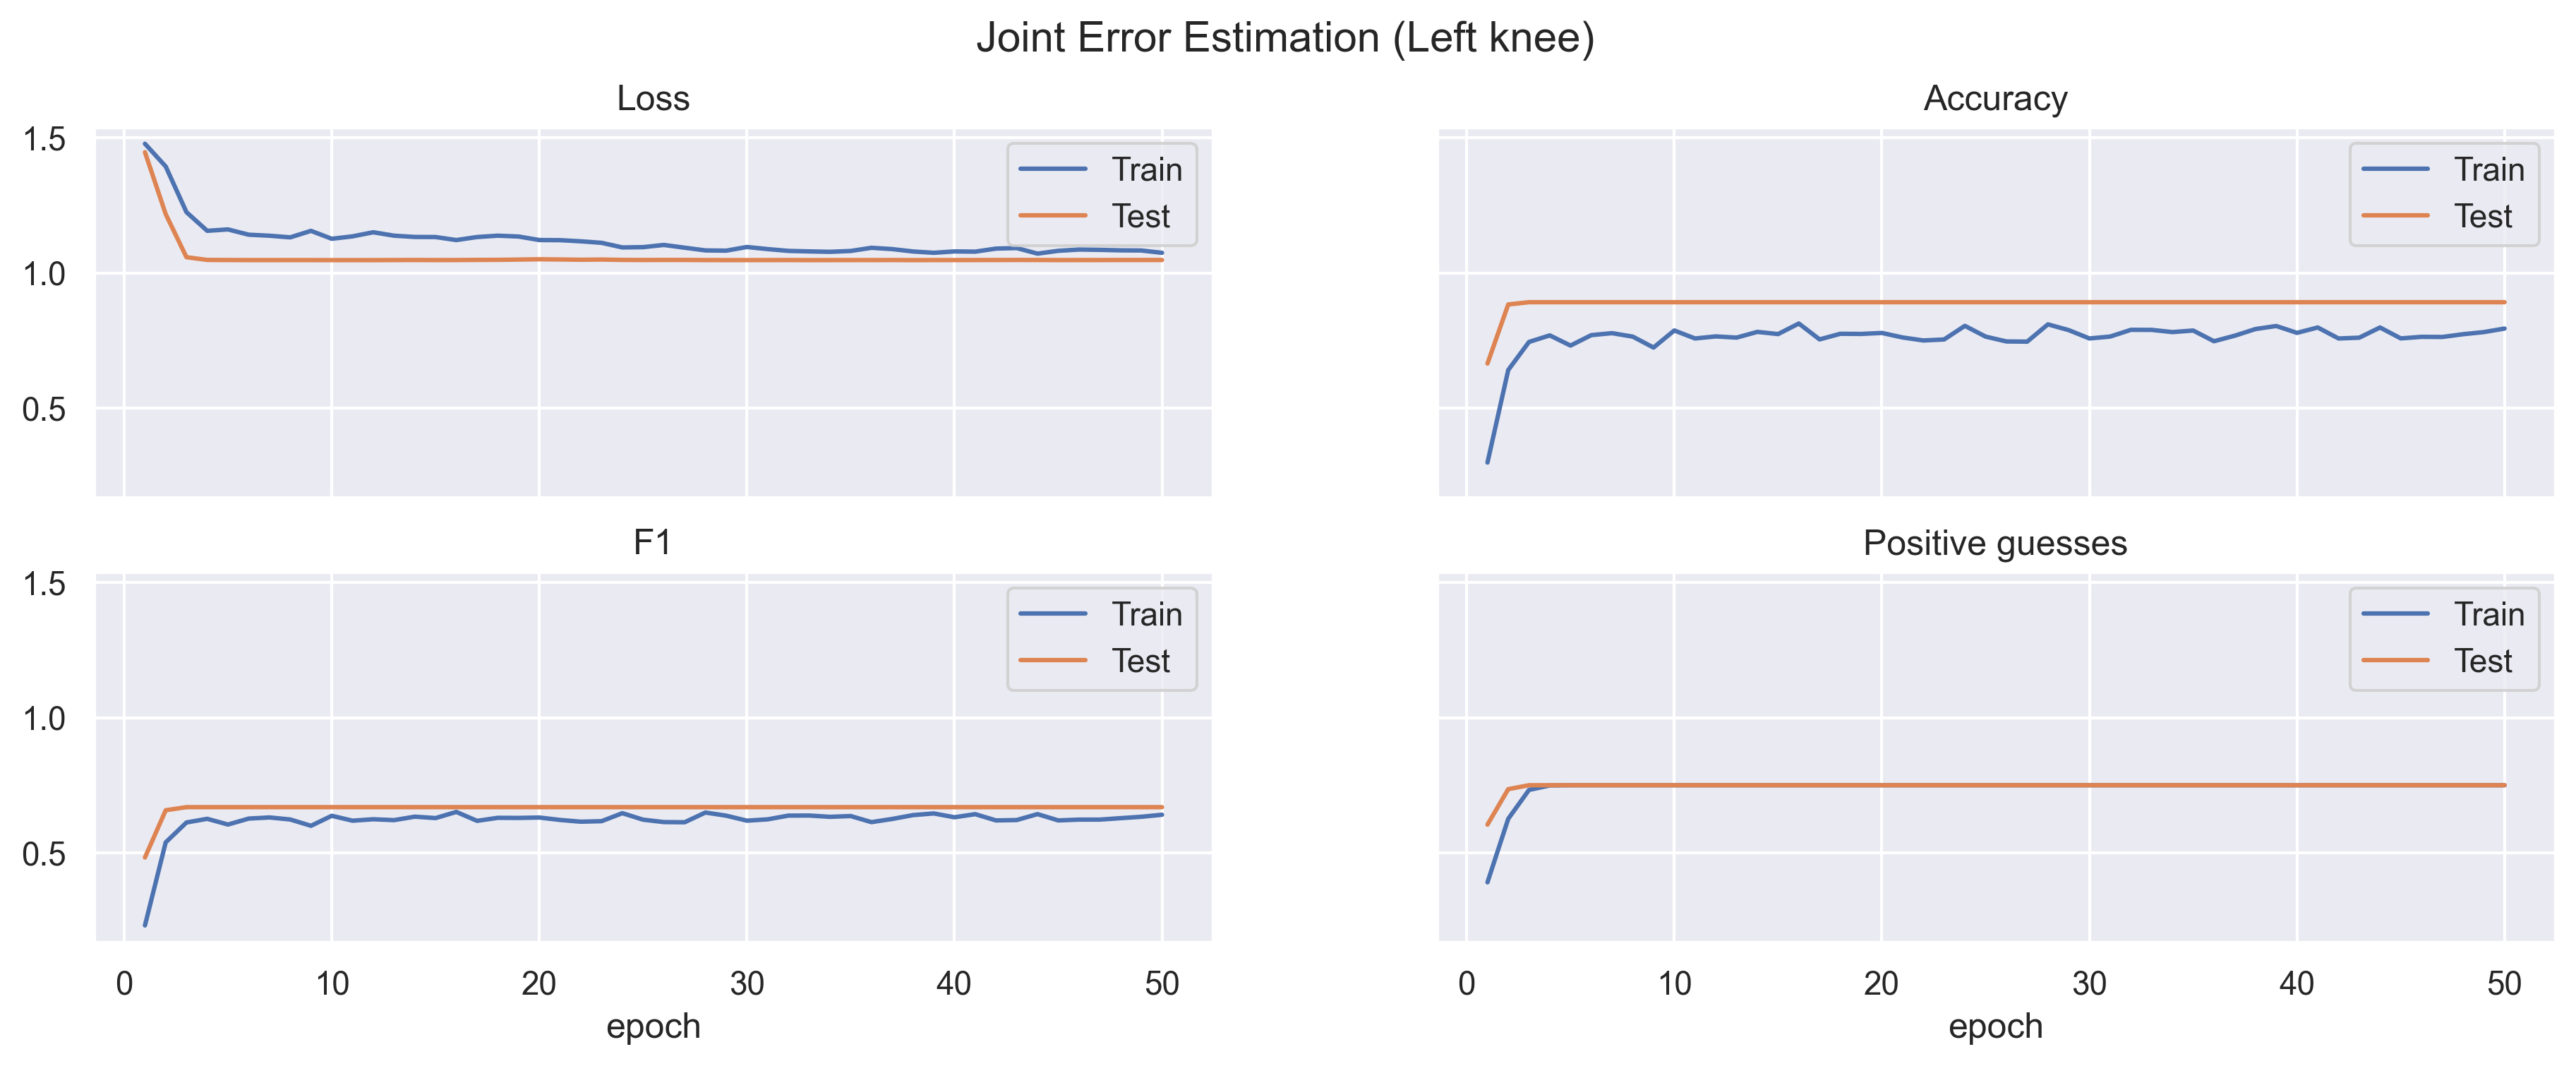 Joint Error Estimation (Left knee)
Loss
1.5
1.0
0.5
Train
Test
Accuracy
Train
Test
F1
1.5
1.0
0.5
Train
Test
0 10 20 30 40 50
epoch
Positive guesses
Train
Test
0 10 20 30 40 50
epoch